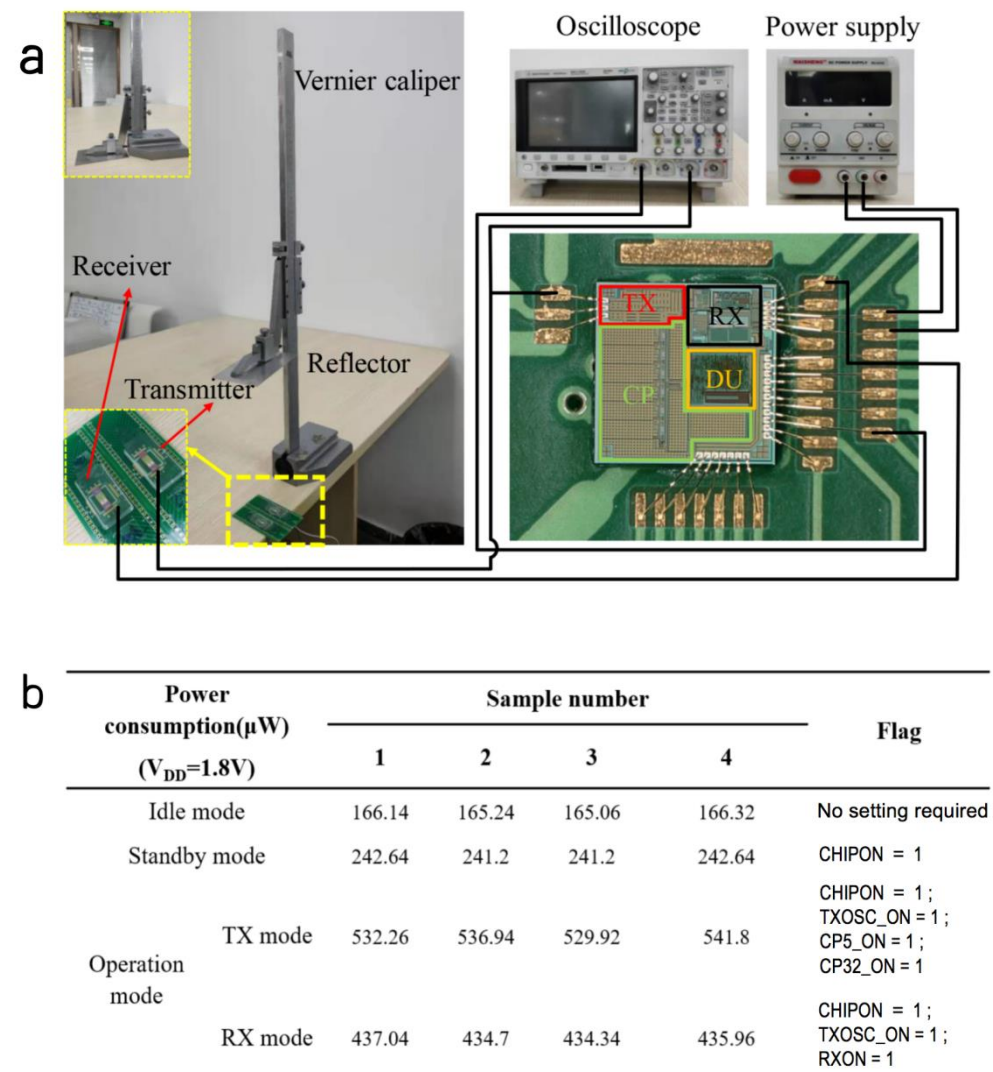 a
Oscilloscope
Power supply
Vernier caliper
Receiver
Transmitter
Reflector
TX
RX
CP
DU
b
Power consumption(μW) (V_DD=1.8V)
Sample number
Flag
1 2 3 4
Idle mode 166.14 165.24 165.06 166.32 No setting required
Standby mode 242.64 241.2 241.2 242.64 CHIPON = 1
Operation mode
TX mode 532.26 536.94 529.92 541.8 CHIPON = 1 ;
TXOSC_ON = 1 ;
CP5_ON = 1 ;
CP32_ON = 1
RX mode 437.04 434.7 434.34 435.96 CHIPON = 1 ;
TXOSC_ON = 1 ;
RXON = 1